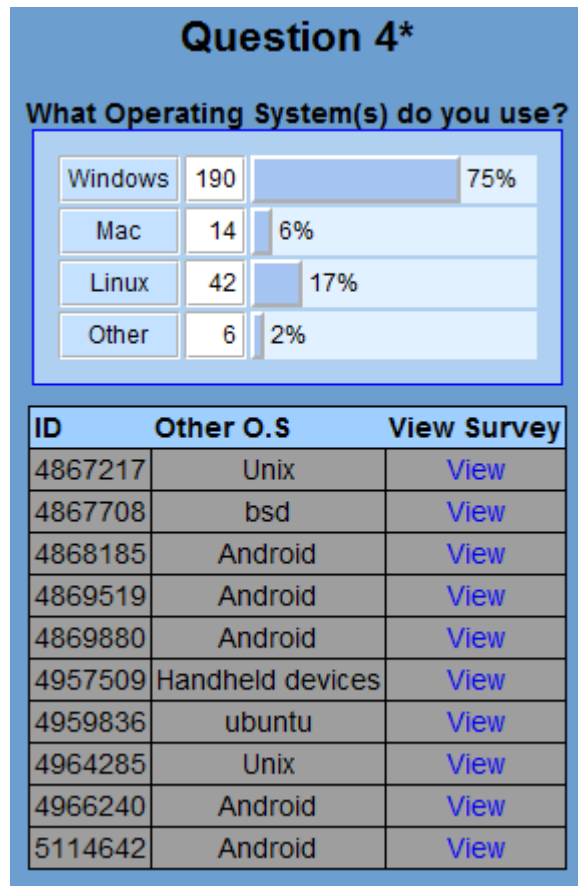 Question 4*
What Operating System(s) do you use?
Windows 190 75%
Mac 14 6%
Linux 42 17%
Other 6 2%
ID Other O.S View Survey
4867217 Unix View
4867708 bsd View
4868185 Android View
4869519 Android View
4869880 Android View
4957509 Handheld devices View
4959836 ubuntu View
4964285 Unix View
4966240 Android View
5114642 Android View